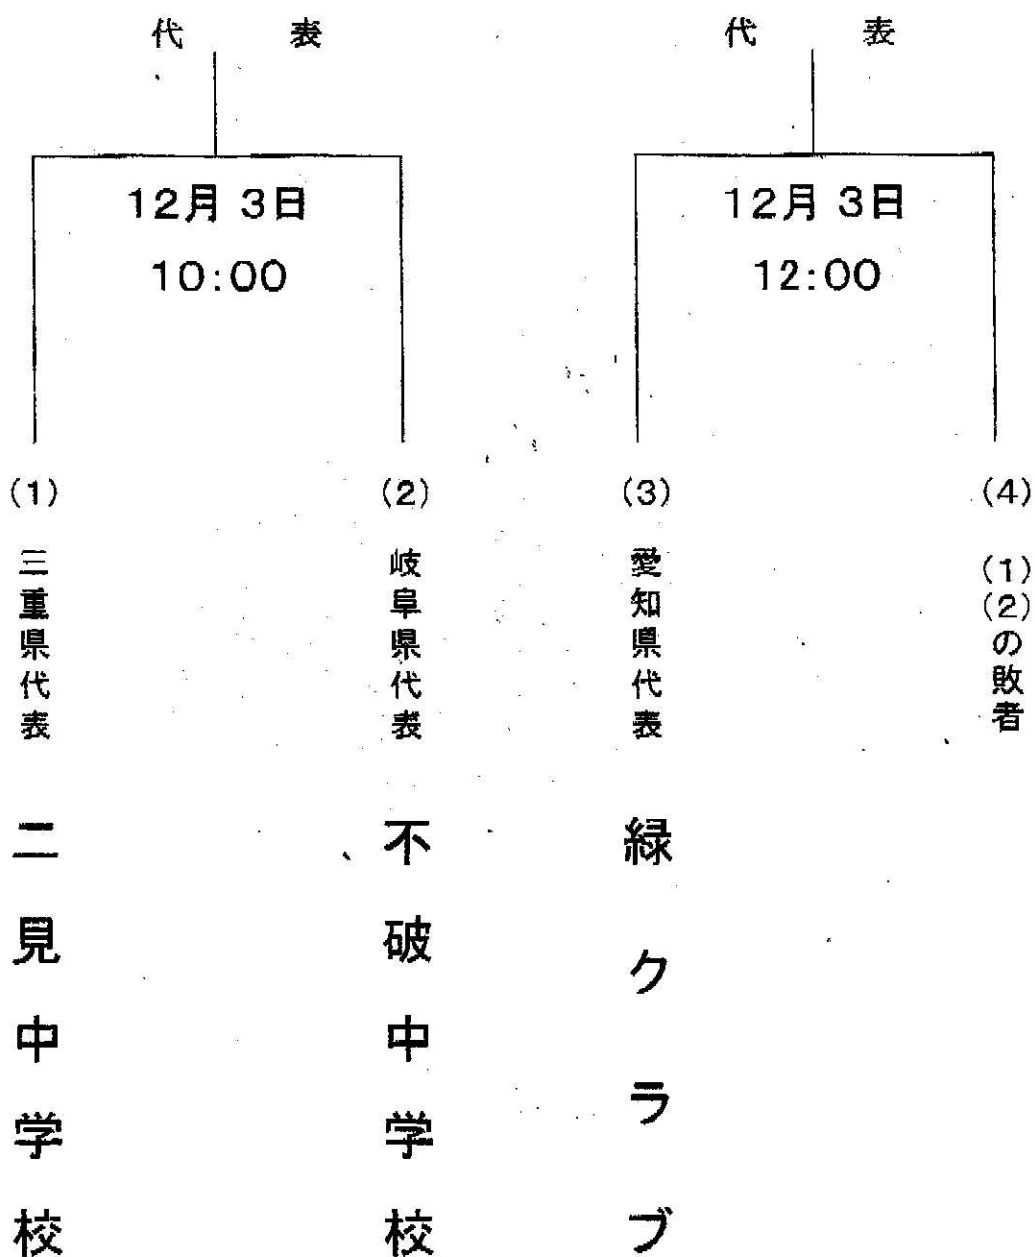 代表
代表
12月 3日
10:00
12月 3日
12:00
(1)
三重県代表
二見中学校
(2)
岐阜県代表
不破中学校
(3)
愛知県代表
緑クラブ
(4)
(1)(2)の敗者